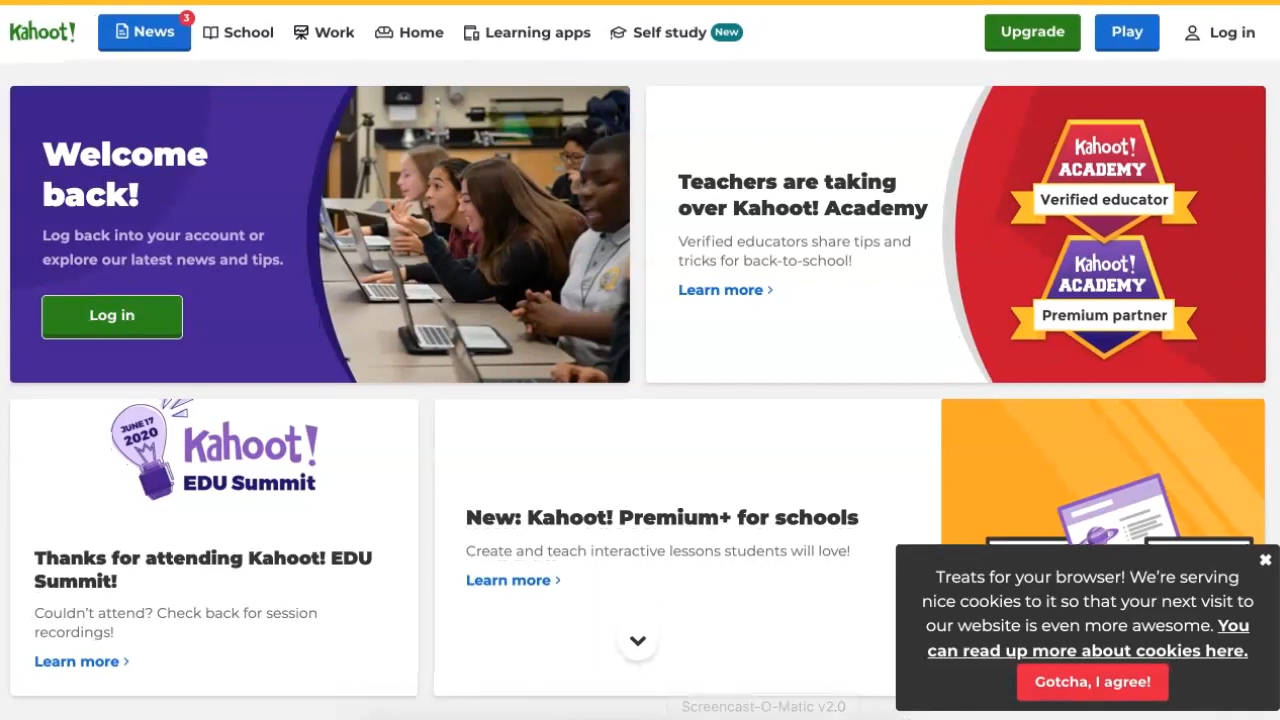 Kahoot!
News
3
School
Work
Home
Learning apps
Self study New
Upgrade
Play
Log in
Welcome
back!
Log back into your account or
explore our latest news and tips.
Log in
Teachers are taking
over Kahoot! Academy
Verified educators share tips and
tricks for back-to-school!
Learn more
Kahoot!
ACADEMY
Verified educator
Kahoot!
ACADEMY
Premium partner
JUNE 17
2020
Kahoot!
EDU Summit
Thanks for attending Kahoot! EDU
Summit!
Couldn't attend? Check back for session
recordings!
Learn more
New: Kahoot! Premium+ for schools
Create and teach interactive lessons students will love!
Learn more
Treats for your browser! We're serving
nice cookies to it so that your next visit to
our website is even more awesome. You
can read up more about cookies here.
Gotcha, I agree!
Screencast-O-Matic v2.0